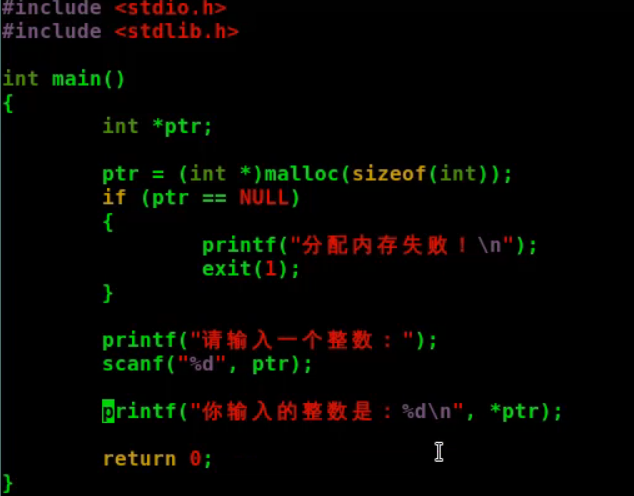 #include <stdio.h>
#include <stdlib.h>
int main()
{
int *ptr;
ptr = (int *)malloc(sizeof(int));
if (ptr == NULL)
{
printf("分配内存失败！\n");
exit(1);
}
printf("请输入一个整数：");
scanf("%d", ptr);
printf("你输入的整数是：%d\n", *ptr);
return 0;
}